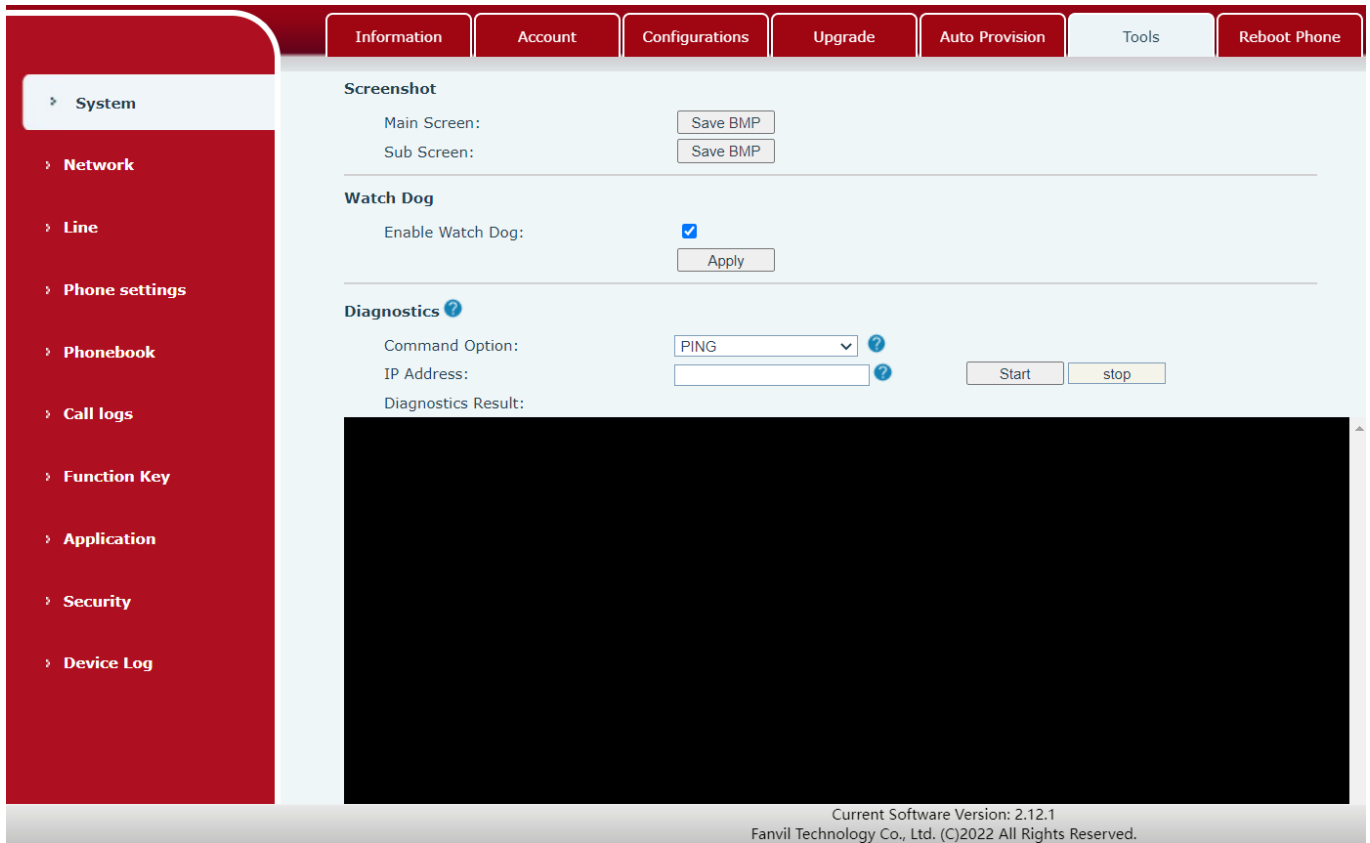 Information Account Configurations Upgrade Auto Provision Tools Reboot Phone
System
Network
Line
Phone settings
Phonebook
Call logs
Function Key
Application
Security
Device Log
Screenshot
Main Screen: Save BMP
Sub Screen: Save BMP
Watch Dog
Enable Watch Dog:
Apply
Diagnostics ?
Command Option: PING ?
IP Address: ? Start stop
Diagnostics Result:
Current Software Version: 2.12.1
Fanvil Technology Co., Ltd. (C)2022 All Rights Reserved.